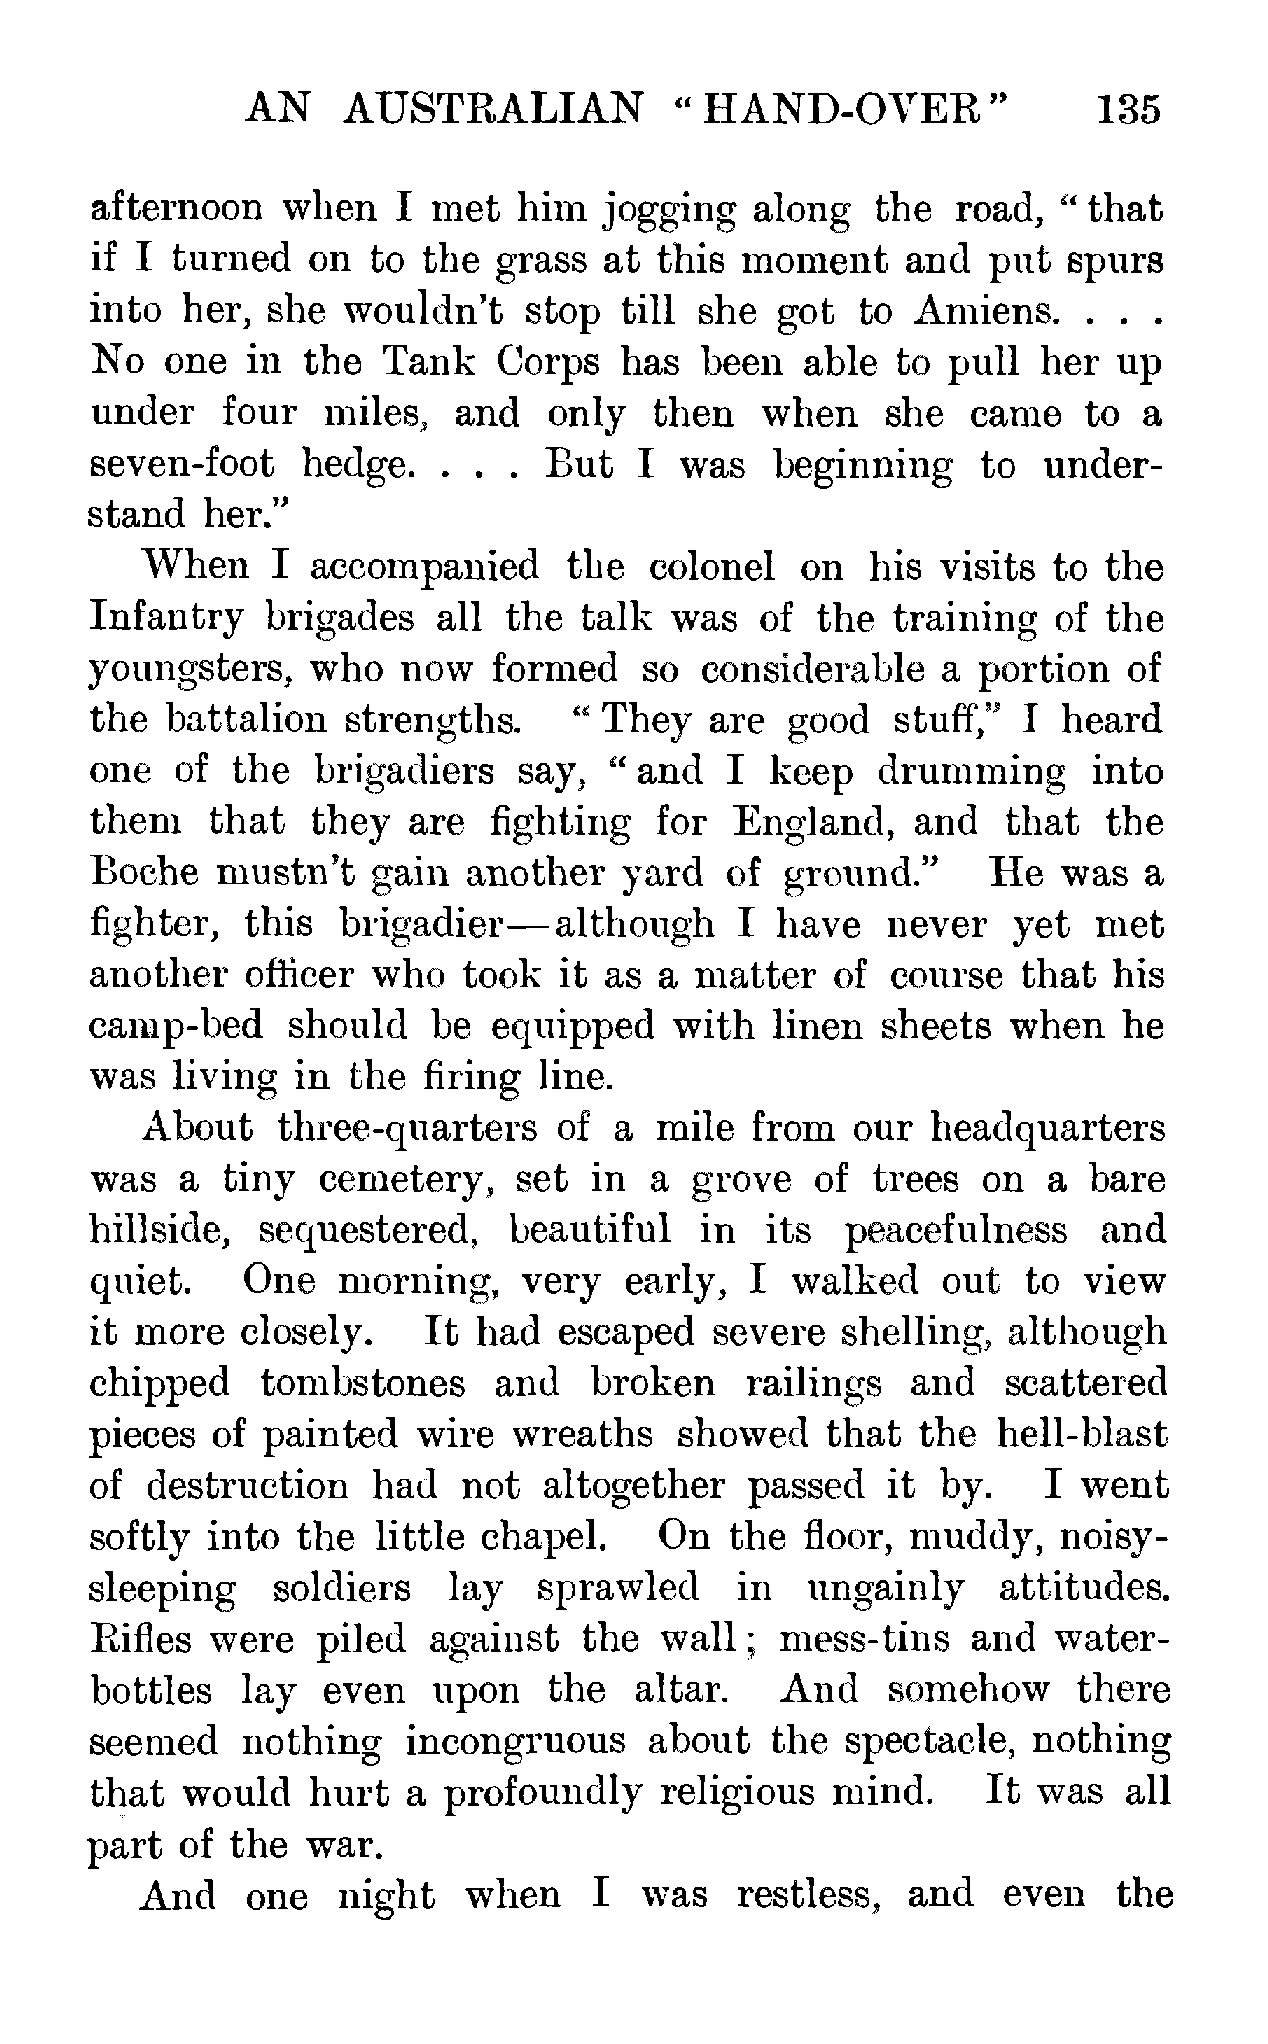 AN AUSTRALIAN “ HAND-OVER ” 135
afternoon when I met him jogging along the road, “ that
if I turned on to the grass at this moment and put spurs
into her, she wouldn’t stop till she got to Amiens. . . .
No one in the Tank Corps has been able to pull her up
under four miles, and only then when she came to a
seven-foot hedge. . . . But I was beginning to under-
stand her.”
When I accompanied the colonel on his visits to the
Infantry brigades all the talk was of the training of the
youngsters, who now formed so considerable a portion of
the battalion strengths. “ They are good stuff,” I heard
one of the brigadiers say, “ and I keep drumming into
them that they are fighting for England, and that the
Boche mustn’t gain another yard of ground.” He was a
fighter, this brigadier—although I have never yet met
another officer who took it as a matter of course that his
camp-bed should be equipped with linen sheets when he
was living in the firing line.
About three-quarters of a mile from our headquarters
was a tiny cemetery, set in a grove of trees on a bare
hillside, sequestered, beautiful in its peacefulness and
quiet. One morning, very early, I walked out to view
it more closely. It had escaped severe shelling, although
chipped tombstones and broken railings and scattered
pieces of painted wire wreaths showed that the hell-blast
of destruction had not altogether passed it by. I went
softly into the little chapel. On the floor, muddy, noisy-
sleeping soldiers lay sprawled in ungainly attitudes.
Rifles were piled against the wall ; mess-tins and water-
bottles lay even upon the altar. And somehow there
seemed nothing incongruous about the spectacle, nothing
that would hurt a profoundly religious mind. It was all
part of the war.
And one night when I was restless, and even the